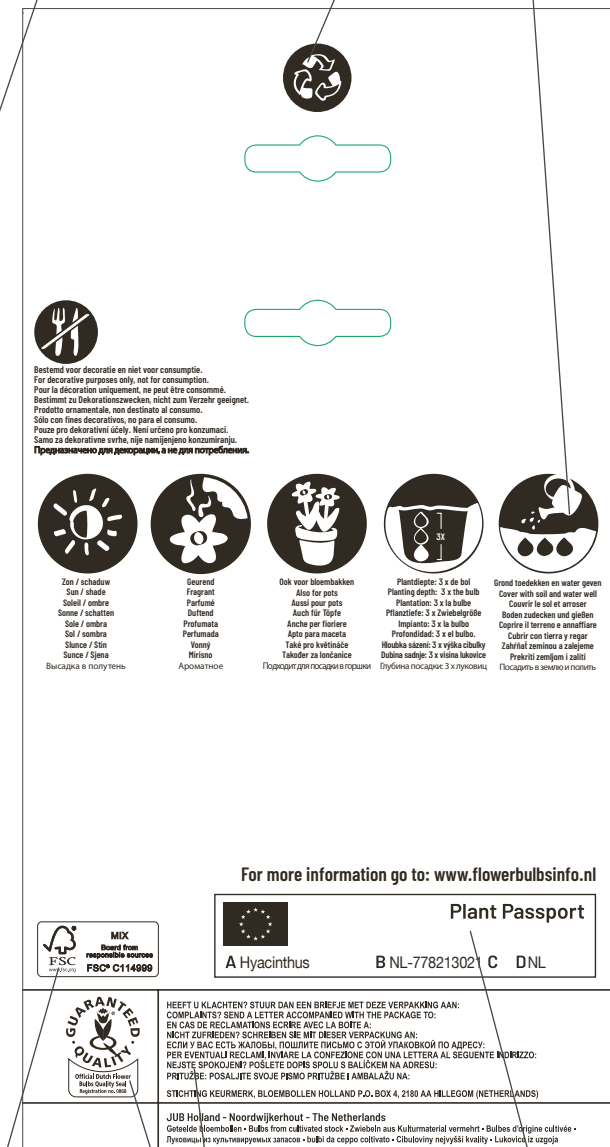 Bestemd voor decoratie en niet voor consumptie.
For decorative purposes only, not for consumption.
Pour la décoration uniquement, ne peut être consommé.
Bestimmt zu Dekorationszwecken, nicht zum Verzehr geeignet.
Prodotto ornamentale, non destinato al consumo.
Sólo con fines decorativos, no para el consumo.
Pouze pro dekorativní účely. Není určeno pro konzumaci.
Samo za dekorativne svrhe, nije namijenjeno konzumiranju.
Предназначено для декорации, а не для потребления.
Zon / schaduw
Sun / shade
Soleil / ombre
Sonne / schatten
Sole / ombra
Sol / sombra
Slunce / Stín
Sunce / Sjena
Высадка в полутень
Geurend
Fragrant
Parfumé
Duftend
Profumata
Perfumada
Vonný
Mirisno
Ароматное
Ook voor bloembakken
Also for pots
Aussi pour pots
Auch für Töpfe
Anche per fioriere
Apto para maceta
Také pro květináče
Također za lončanice
Подходит для посадки в горшки
3X
Plantdiepte: 3 x de bol
Planting depth: 3 x the bulb
Plantation: 3 x la bulbe
Pflanztiefe: 3 x Zwiebelgröße
Impianto: 3 x la bulbo
Profondidad: 3 x el bulbo.
Hloubka sázení: 3 x výška cibulky
Dubina sadnje: 3 x visina lukovice
Глубина посадки: 3 x луковиц
Grond toedekken en water geven
Cover with soil and water well
Couvrir le sol et arroser
Boden zudecken und gießen
Coprire il terreno e annaffiare
Cubrir con tierra y regar
Zahŕňať zeminou a zalejeme
Prekriti zemljom i zaliti
Посадить в землю и полить
For more information go to: www.flowerbulbsinfo.nl
FSC
www.fsc.org
MIX
Board from
responsible sources
FSC® C114999
Plant Passport
A Hyacinthus B NL-778213021 C D NL
GUARANTEED
QUALITY
Official Dutch Flower
Bulbs Quality Seal
Registration no. 0868
HEEFT U KLACHTEN? STUUR DAN EEN BRIEFJE MET DEZE VERPAKKING AAN:
COMPLAINTS? SEND A LETTER ACCOMPANIED WITH THE PACKAGE TO:
EN CAS DE RECLAMATIONS ECRIRE AVEC LA BOITE A:
NICHT ZUFRIEDEN? SCHREIBEN SIE MIT DIESER VERPACKUNG AN:
ЕСЛИ У ВАС ЕСТЬ ЖАЛОБЫ, ПОШЛИТЕ ПИСЬМО С ЭТОЙ УПАКОВКОЙ ПО АДРЕСУ:
PER EVENTUALI RECLAMI, INVIARE LA CONFEZIONE CON UNA LETTERA AL SEGUENTE INDIRIZZO:
NEJSTE SPOKOJENI? POŠLETE DOPIS SPOLU S BALÍČKEM NA ADRESU:
PRITUŽBE: POSALJITE SVOJE PISMO PRITUŽBE I AMBALAŽU NA:
STICHTING KEURMERK, BLOEMBOLLEN HOLLAND P.O. BOX 4, 2180 AA HILLEGOM (NETHERLANDS)
JUB Holland - Noordwijkerhout - The Netherlands
Geteelde bloembollen • Bulbs from cultivated stock • Zwiebeln aus Kulturmaterial vermehrt • Bulbes d'origine cultivée •
Луковицы из культивируемых запасов • bulbi da ceppo coltivato • Cibuloviny nejvyšší kvality • Lukovica iz uzgoja